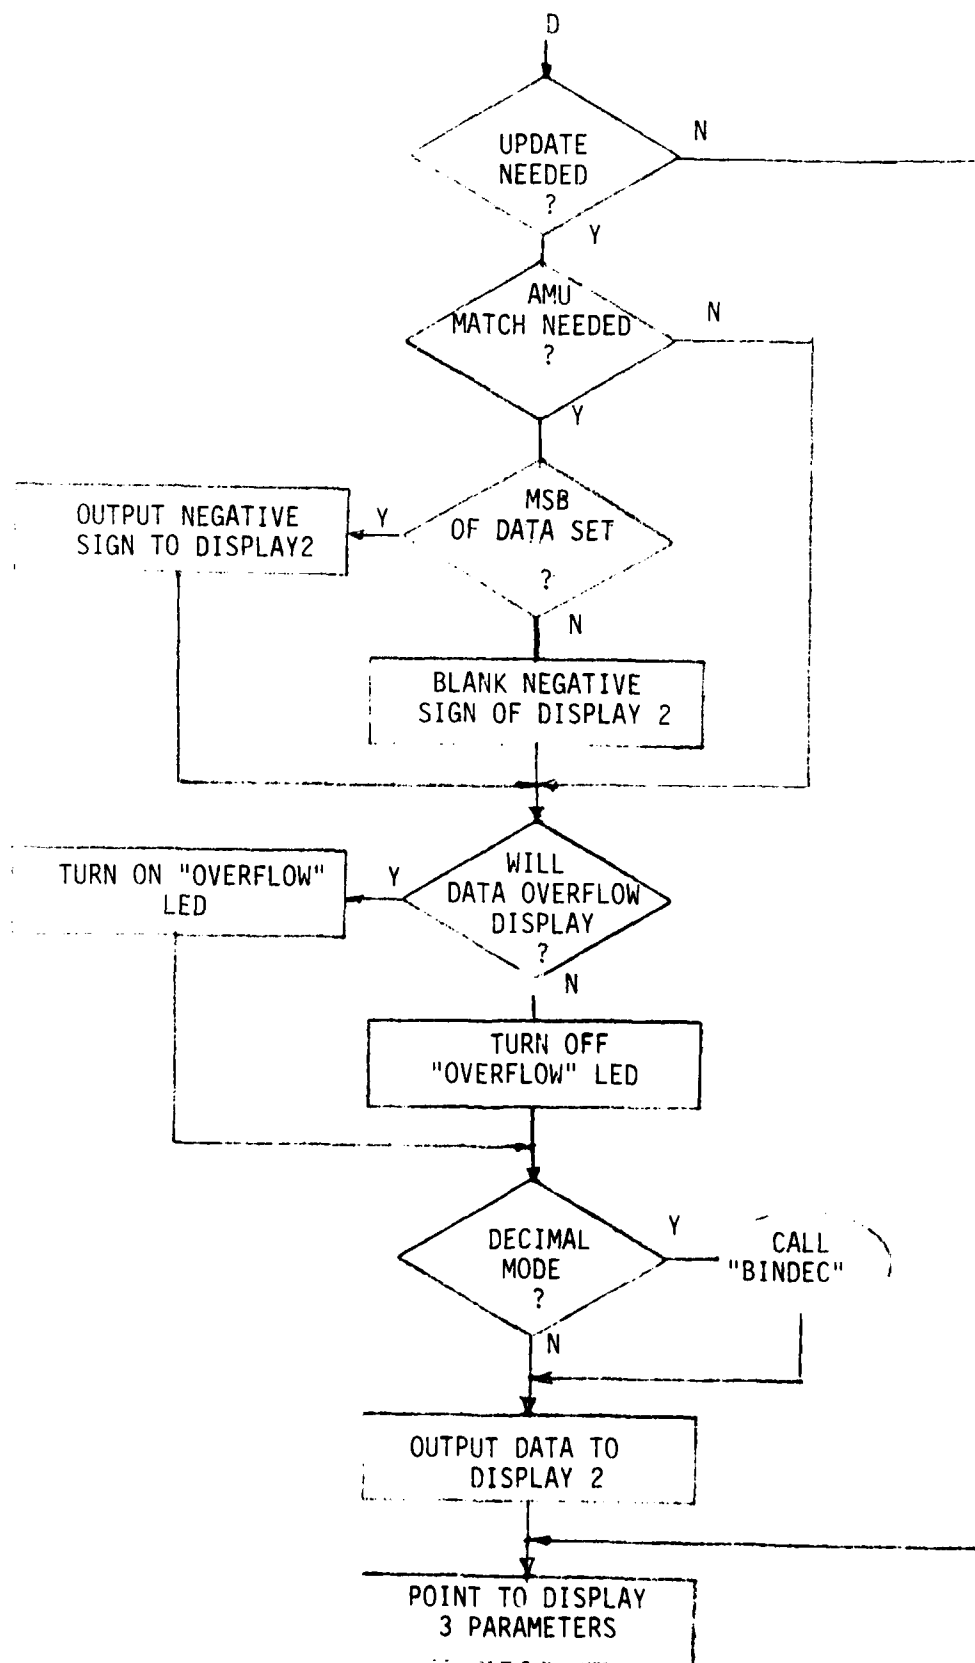 D
UPDATE
NEEDED
?
N
Y
AMU
MATCH NEEDED
?
N
Y
MSB
OF DATA SET
?
Y
OUTPUT NEGATIVE
SIGN TO DISPLAY2
N
BLANK NEGATIVE
SIGN OF DISPLAY 2
WILL
DATA OVERFLOW
DISPLAY
?
Y
TURN ON "OVERFLOW"
LED
N
TURN OFF
"OVERFLOW" LED
DECIMAL
MODE
?
Y
CALL
"BINDEC"
N
OUTPUT DATA TO
DISPLAY 2
POINT TO DISPLAY
3 PARAMETERS